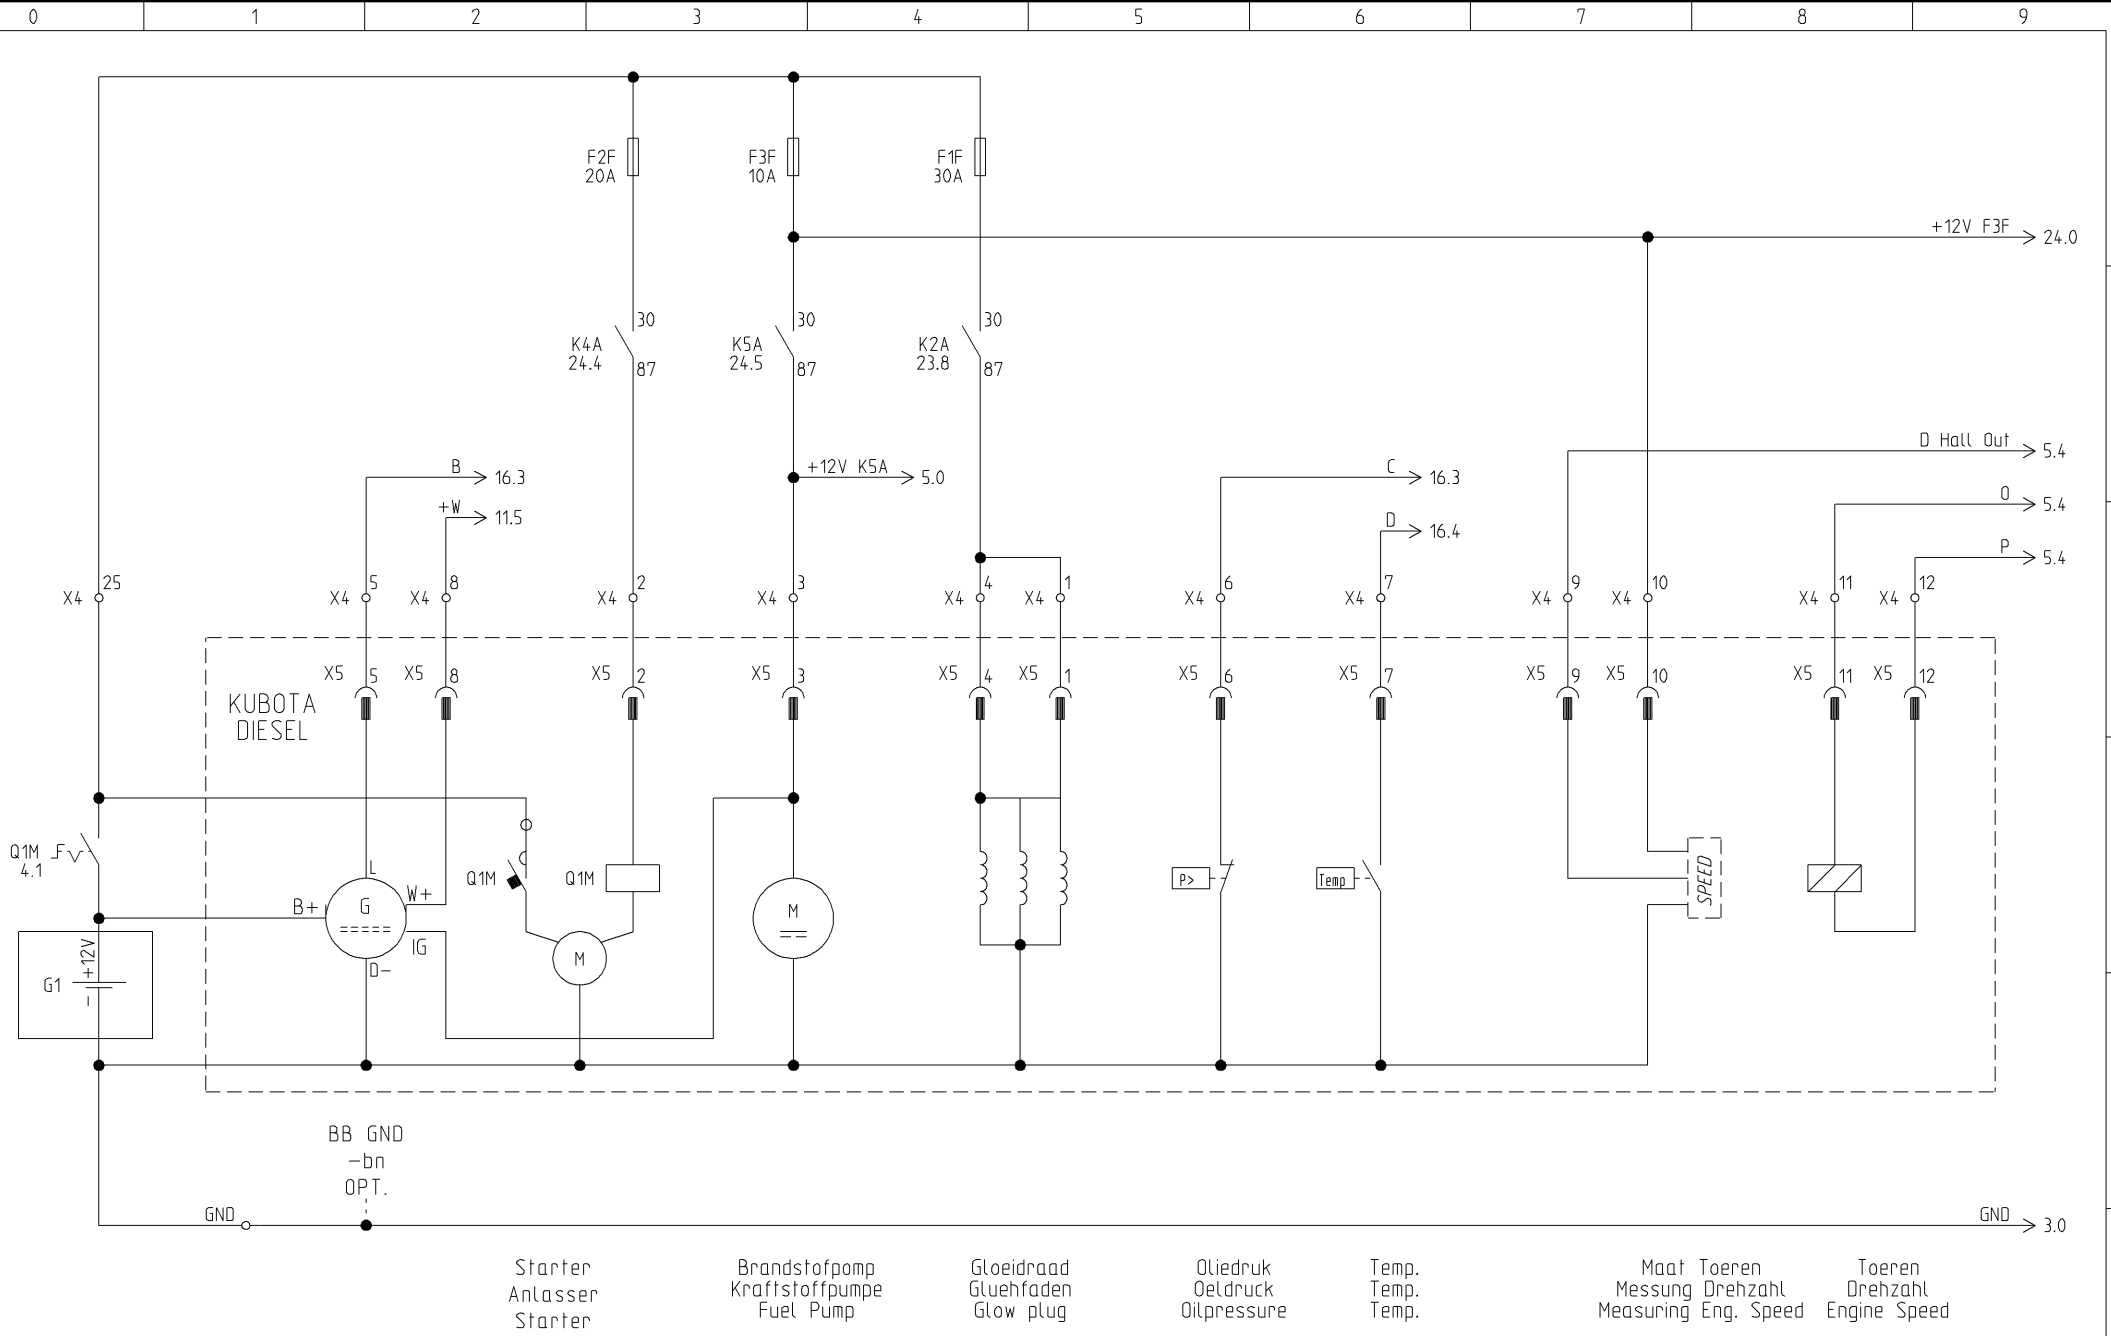 0 1 2 3 4 5 6 7 8 9
F2F
20A
F3F
10A
F1F
30A
+12V F3F
24.0
30
30
30
K4A
24.4
K5A
24.5
K2A
23.8
87
87
87
D Hall Out
5.4
B
16.3
+12V K5A
5.0
C
16.3
+W
11.5
D
16.4
O
5.4
P
5.4
25
5
8
2
3
4
1
6
7
9
10
11
12
X4
X4
X4
X4
X4
X4
X4
X4
X4
X4
X4
X4
X4
X5
5
X5
8
X5
2
X5
3
X5
4
X5
1
X5
6
X5
7
X5
9
X5
10
X5
11
X5
12
KUBOTA
DIESEL
Q1M
4.1
L
B+
G
W+
IG
D-
Q1M
Q1M
M
M
P>
Temp
SPEED
+12V
G1
-
BB GND
-bn
OPT.
GND
GND
3.0
Starter
Anlasser
Starter
Brandstofpomp
Kraftstoffpumpe
Fuel Pump
Gloeidraad
Gluehfaden
Glow plug
Oliedruk
Oeldruck
Oilpressure
Temp.
Temp.
Temp.
Maat Toeren
Messung Drehzahl
Measuring Eng. Speed
Toeren
Drehzahl
Engine Speed